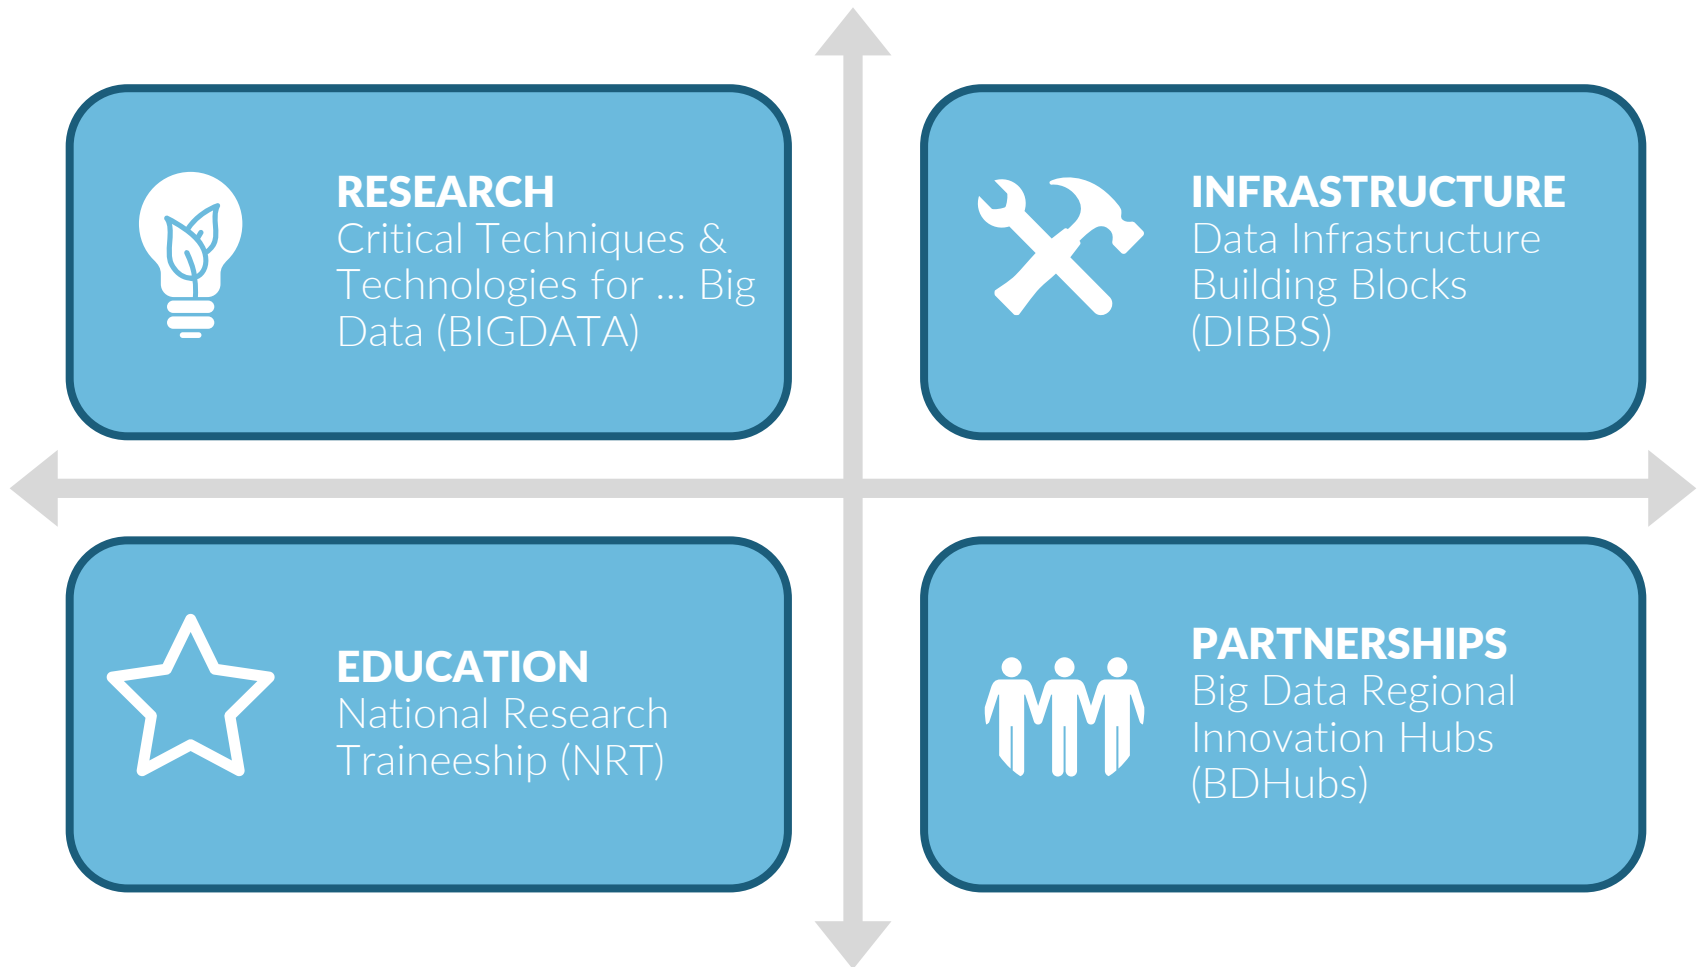 RESEARCH
Critical Techniques &
Technologies for ... Big
Data (BIGDATA)
INFRASTRUCTURE
Data Infrastructure
Building Blocks
(DIBBS)
EDUCATION
National Research
Traineeship (NRT)
PARTNERSHIPS
Big Data Regional
Innovation Hubs
(BDHubs)